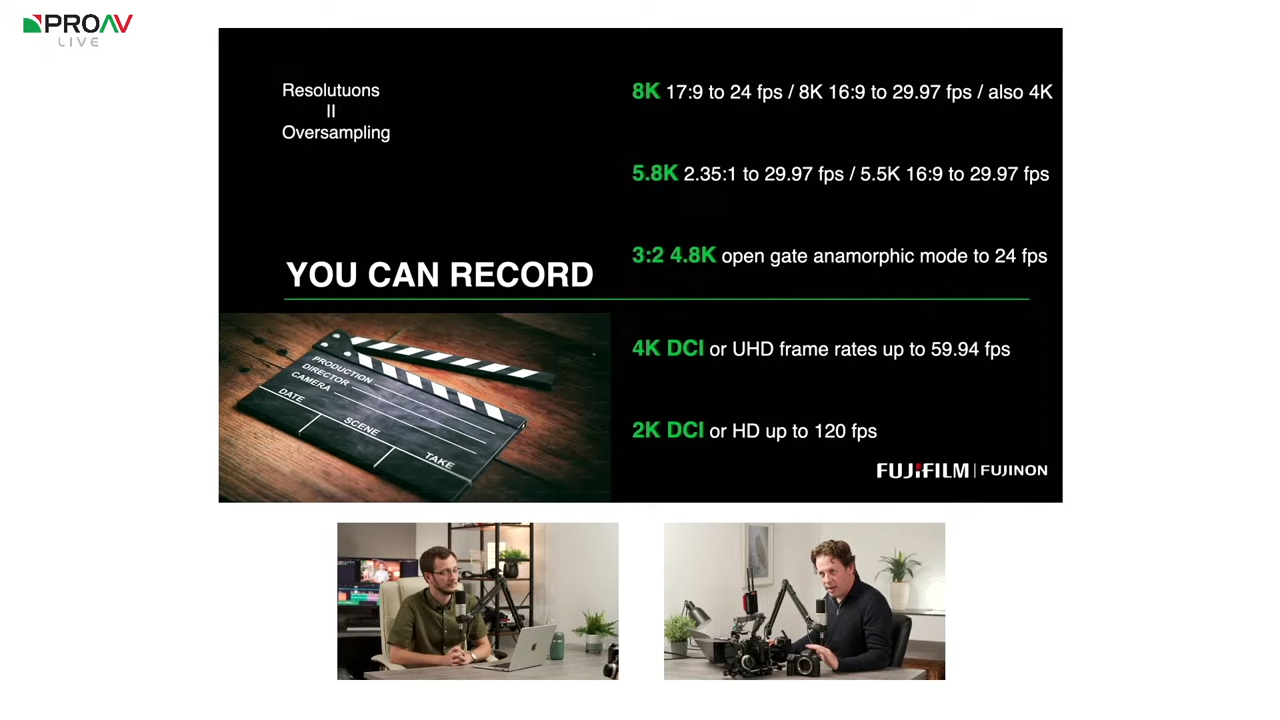 PROAV
LIVE
Resolutuons
II
Oversampling
YOU CAN RECORD
8K 17:9 to 24 fps / 8K 16:9 to 29.97 fps / also 4K
5.8K 2.35:1 to 29.97 fps / 5.5K 16:9 to 29.97 fps
3:2 4.8K open gate anamorphic mode to 24 fps
4K DCI or UHD frame rates up to 59.94 fps
2K DCI or HD up to 120 fps
PRODUCTION
DIRECTOR
CAMERA
DATE
SCENE
TAKE
FUJIFILM | FUJINON